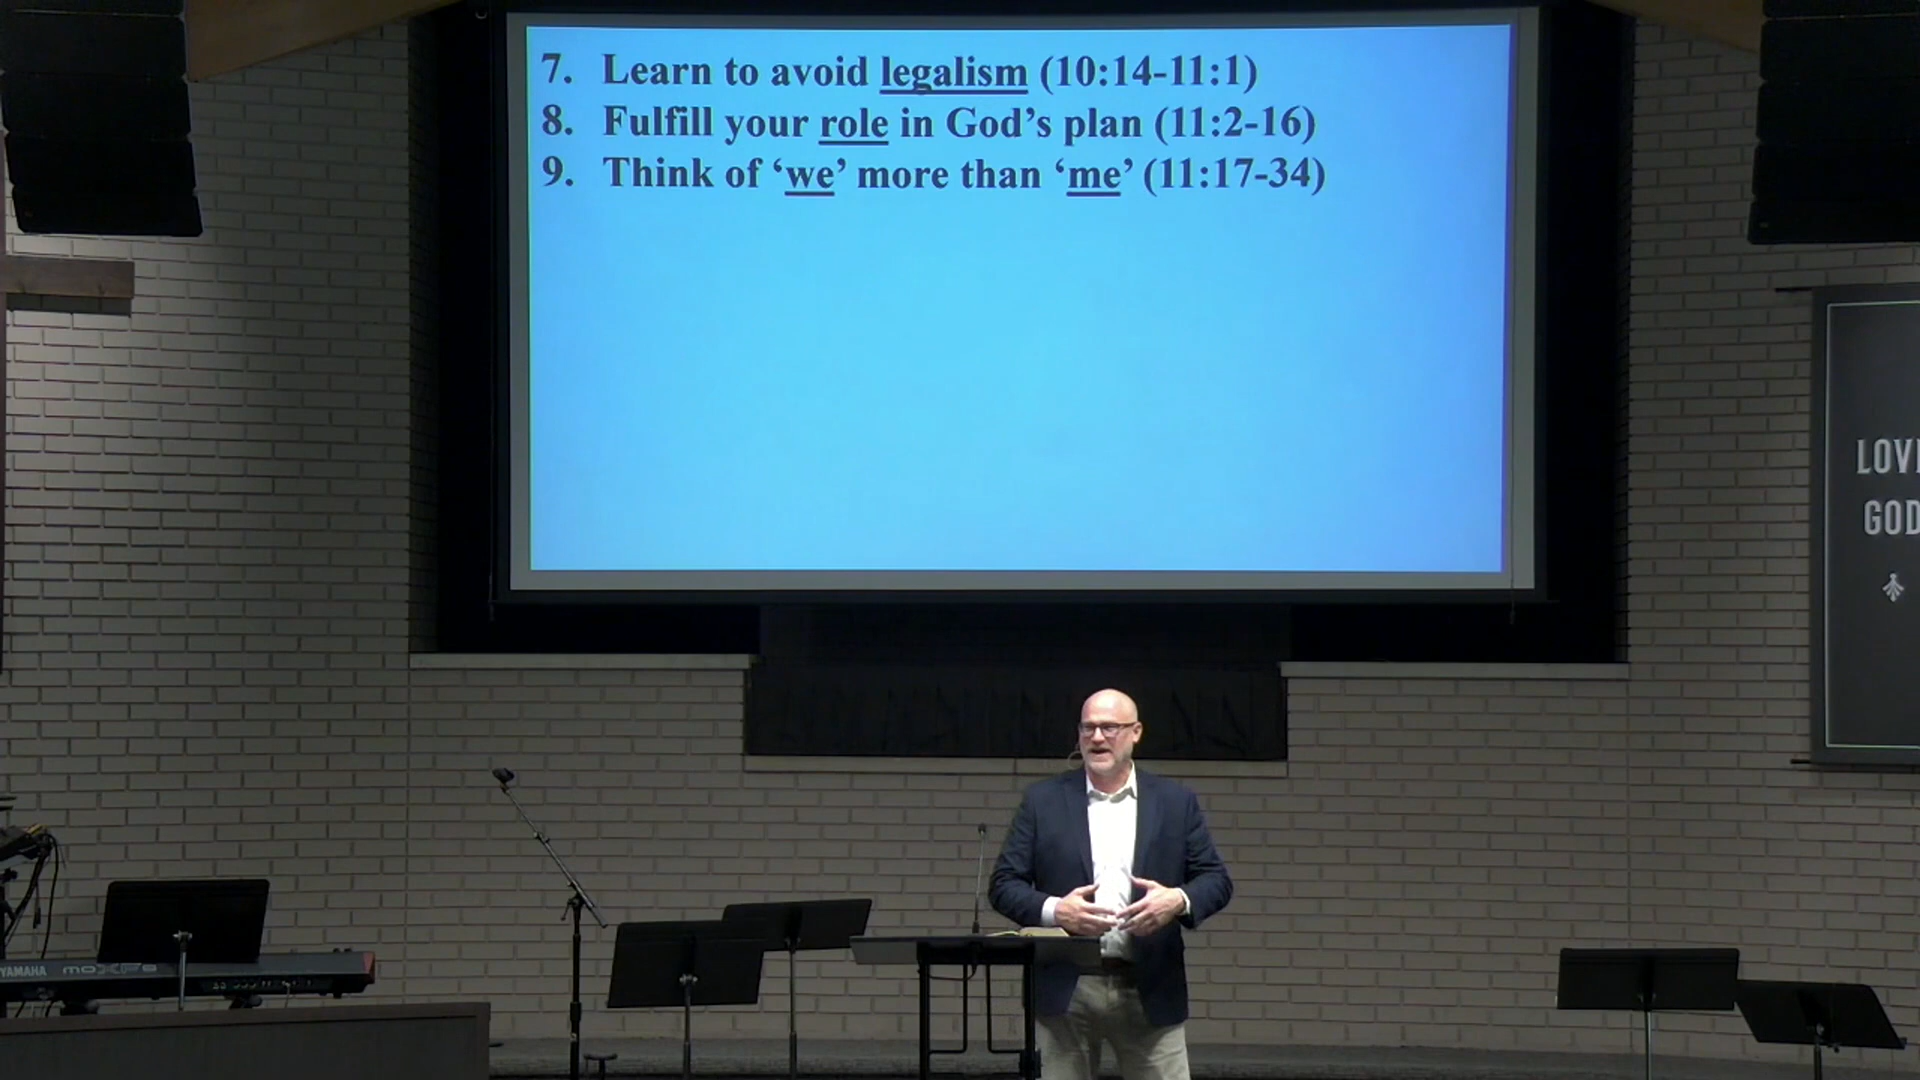 7. Learn to avoid legalism (10:14-11:1)
8. Fulfill your role in God’s plan (11:2-16)
9. Think of ‘we’ more than ‘me’ (11:17-34)
GOD
YAMAHA MOXF8